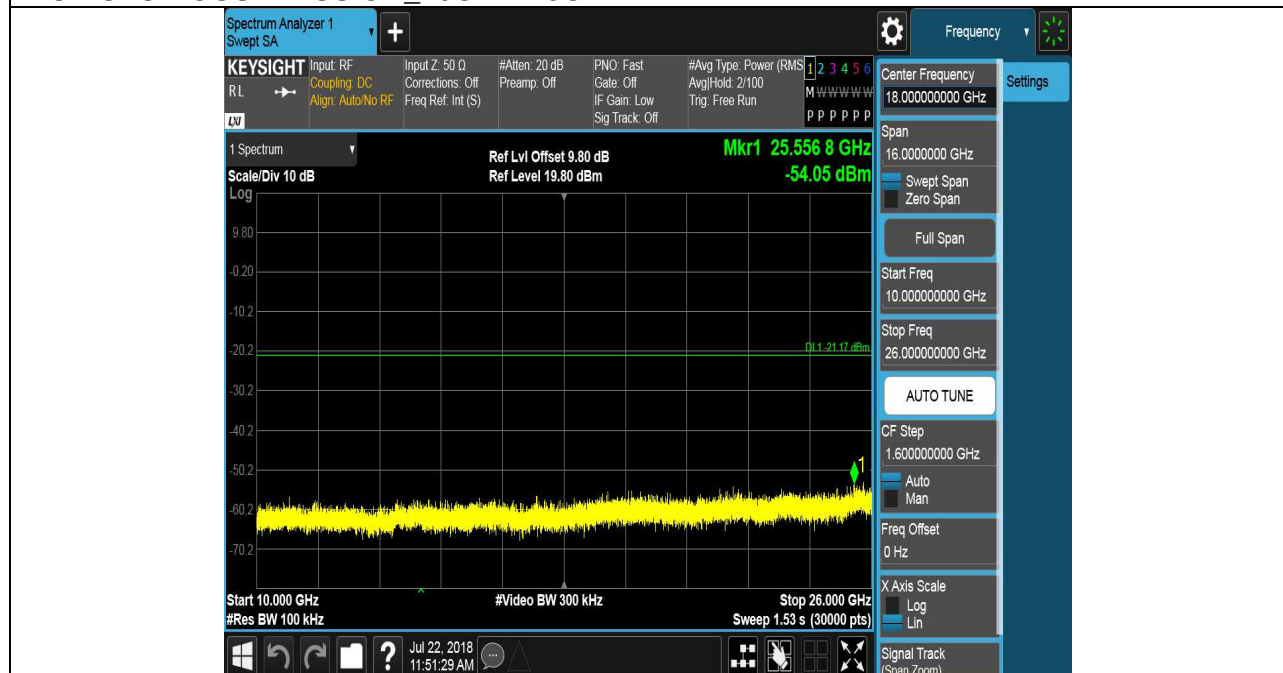 Spectrum Analyzer 1
Swept SA
Frequency
KEYSIGHT
RL
LXI
Input: RF
Coupling: DC
Align: Auto/No RF
Input Z: 50 Ω
Corrections: Off
Freq Ref: Int (S)
#Atten: 20 dB
Preamp: Off
PNO: Fast
Gate: Off
IF Gain: Low
Sig Track: Off
#Avg Type: Power (RMS
Avg|Hold: 2/100
Trig: Free Run
1 2 3 4 5 6
M W W W W W
P P P P P P
Center Frequency
18.000000000 GHz
Settings
Span
16.0000000 GHz
Swept Span
Zero Span
Full Span
Start Freq
10.000000000 GHz
Stop Freq
26.000000000 GHz
AUTO TUNE
CF Step
1.600000000 GHz
Auto
Man
Freq Offset
0 Hz
X Axis Scale
Log
Lin
Signal Track
(Span Zoom)
1 Spectrum
Scale/Div 10 dB
Ref Lvl Offset 9.80 dB
Ref Level 19.80 dBm
Mkr1 25.556 8 GHz
-54.05 dBm
Log
9.80
-0.20
-10.2
-20.2
DL1 -21.17 dBm
-30.2
-40.2
-50.2
1
-60.2
-70.2
Start 10.000 GHz
#Video BW 300 kHz
Stop 26.000 GHz
#Res BW 100 kHz
Sweep 1.53 s (30000 pts)
?
Jul 22, 2018
11:51:29 AM